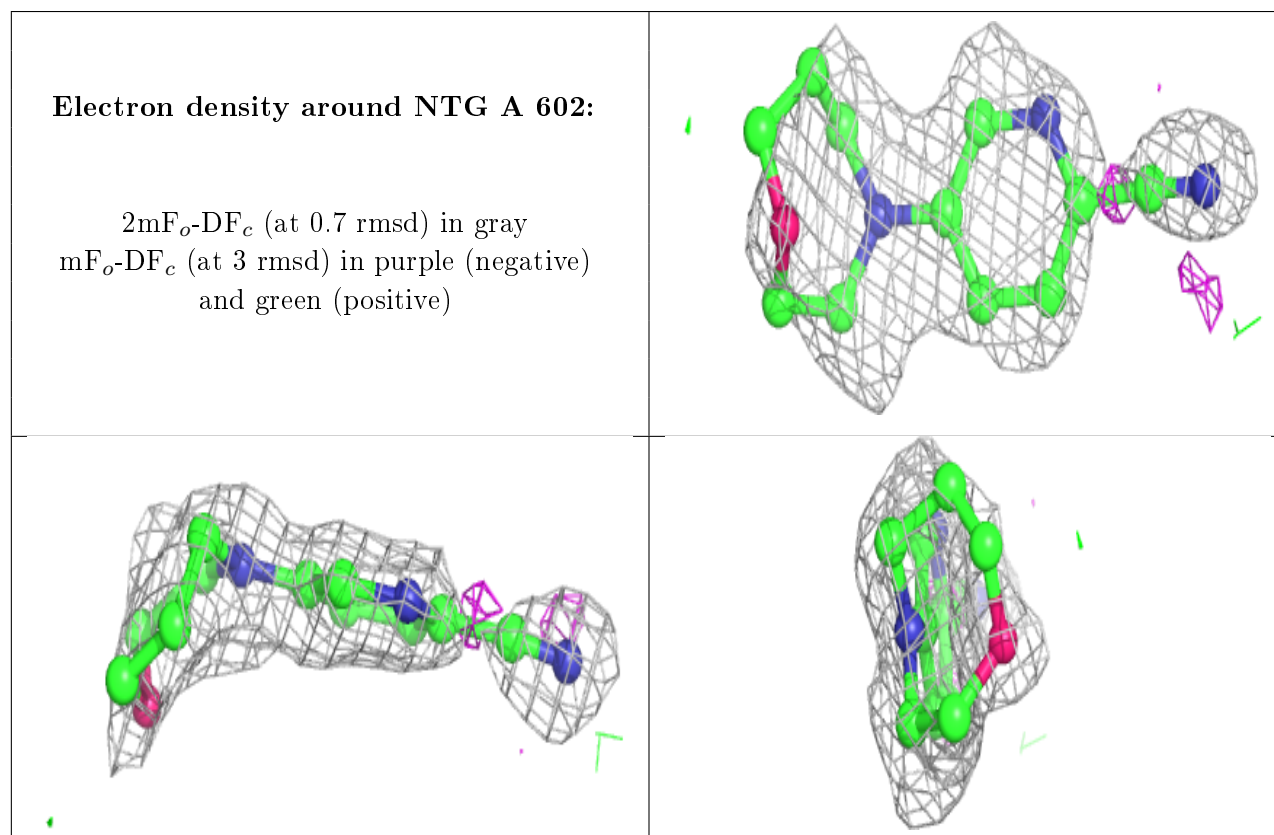 Electron density around NTG A 602:
2mFo-DFc (at 0.7 rmsd) in gray
mFo-DFc (at 3 rmsd) in purple (negative)
and green (positive)